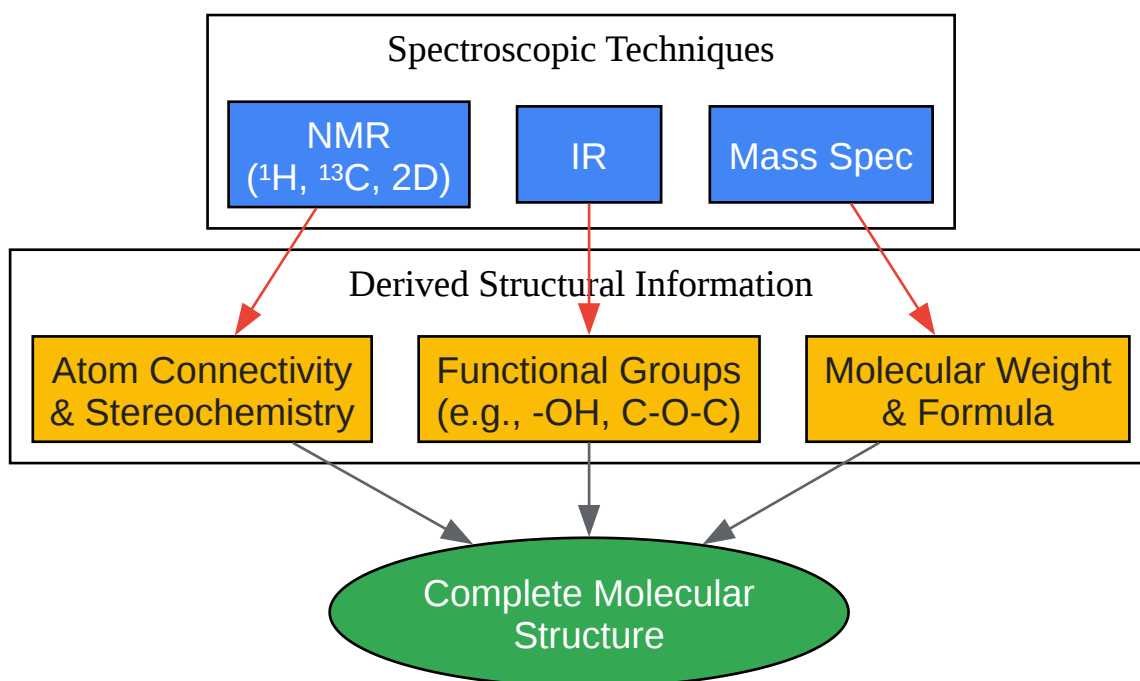 Spectroscopic Techniques
NMR
(¹H, ¹³C, 2D)
IR
Mass Spec
Derived Structural Information
Atom Connectivity
& Stereochemistry
Functional Groups
(e.g., -OH, C-O-C)
Molecular Weight
& Formula
Complete Molecular
Structure